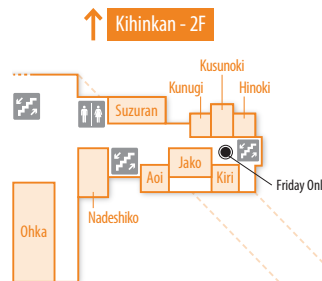 Kihinkan - 2F
Kusunoki
Kunugi
Hinoki
Suzuran
Jako
Aoi
Kiri
Friday Onl
Nadeshiko
Ohka